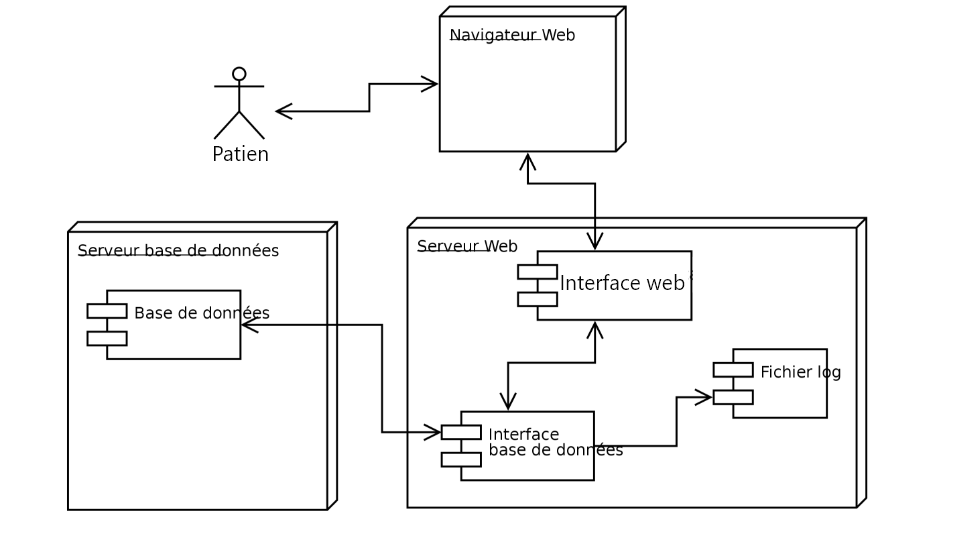 Navigateur Web
Patien
Serveur base de données
Serveur Web
Interface web
Base de données
Fichier log
Interface
base de données